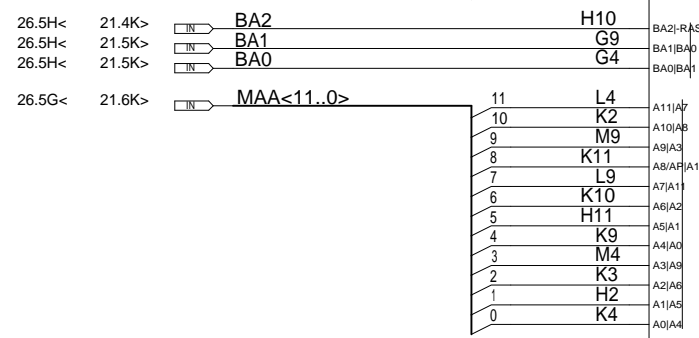 26.5H< 21.4K> IN BA2 H10 BA2|-RAS
26.5H< 21.5K> IN BA1 G9 BA1|BA0
26.5H< 21.5K> IN BA0 G4 BA0|BA1
26.5G< 21.6K> IN MAA<11..0> 11 L4 A11|A7
10 K2 A10|A8
9 M9 A9|A3
8 K11 A8/AP|A1
7 L9 A7|A11
6 K10 A6|A2
5 H11 A5|A1
4 K9 A4|A0
3 M4 A3|A9
2 K3 A2|A6
1 H2 A1|A5
0 K4 A0|A4